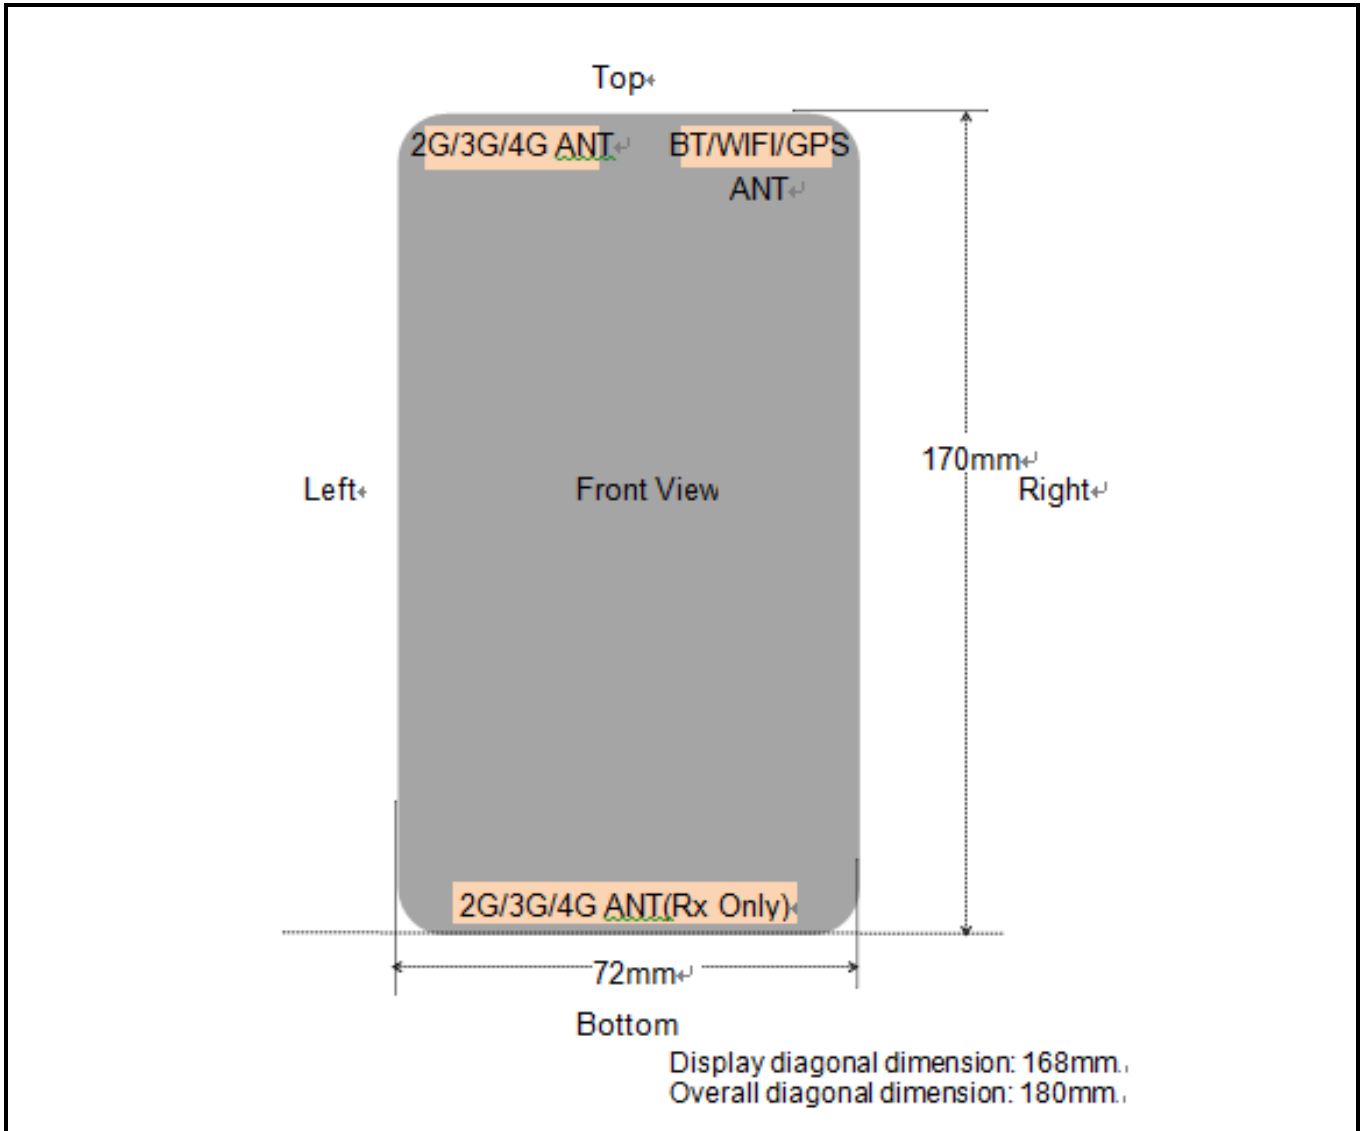 Top
2G/3G/4G ANT
BT/WIFI/GPS
ANT
170mm
Left
Front View
Right
2G/3G/4G ANT(Rx Only)
72mm
Bottom
Display diagonal dimension: 168mm.
Overall diagonal dimension: 180mm.